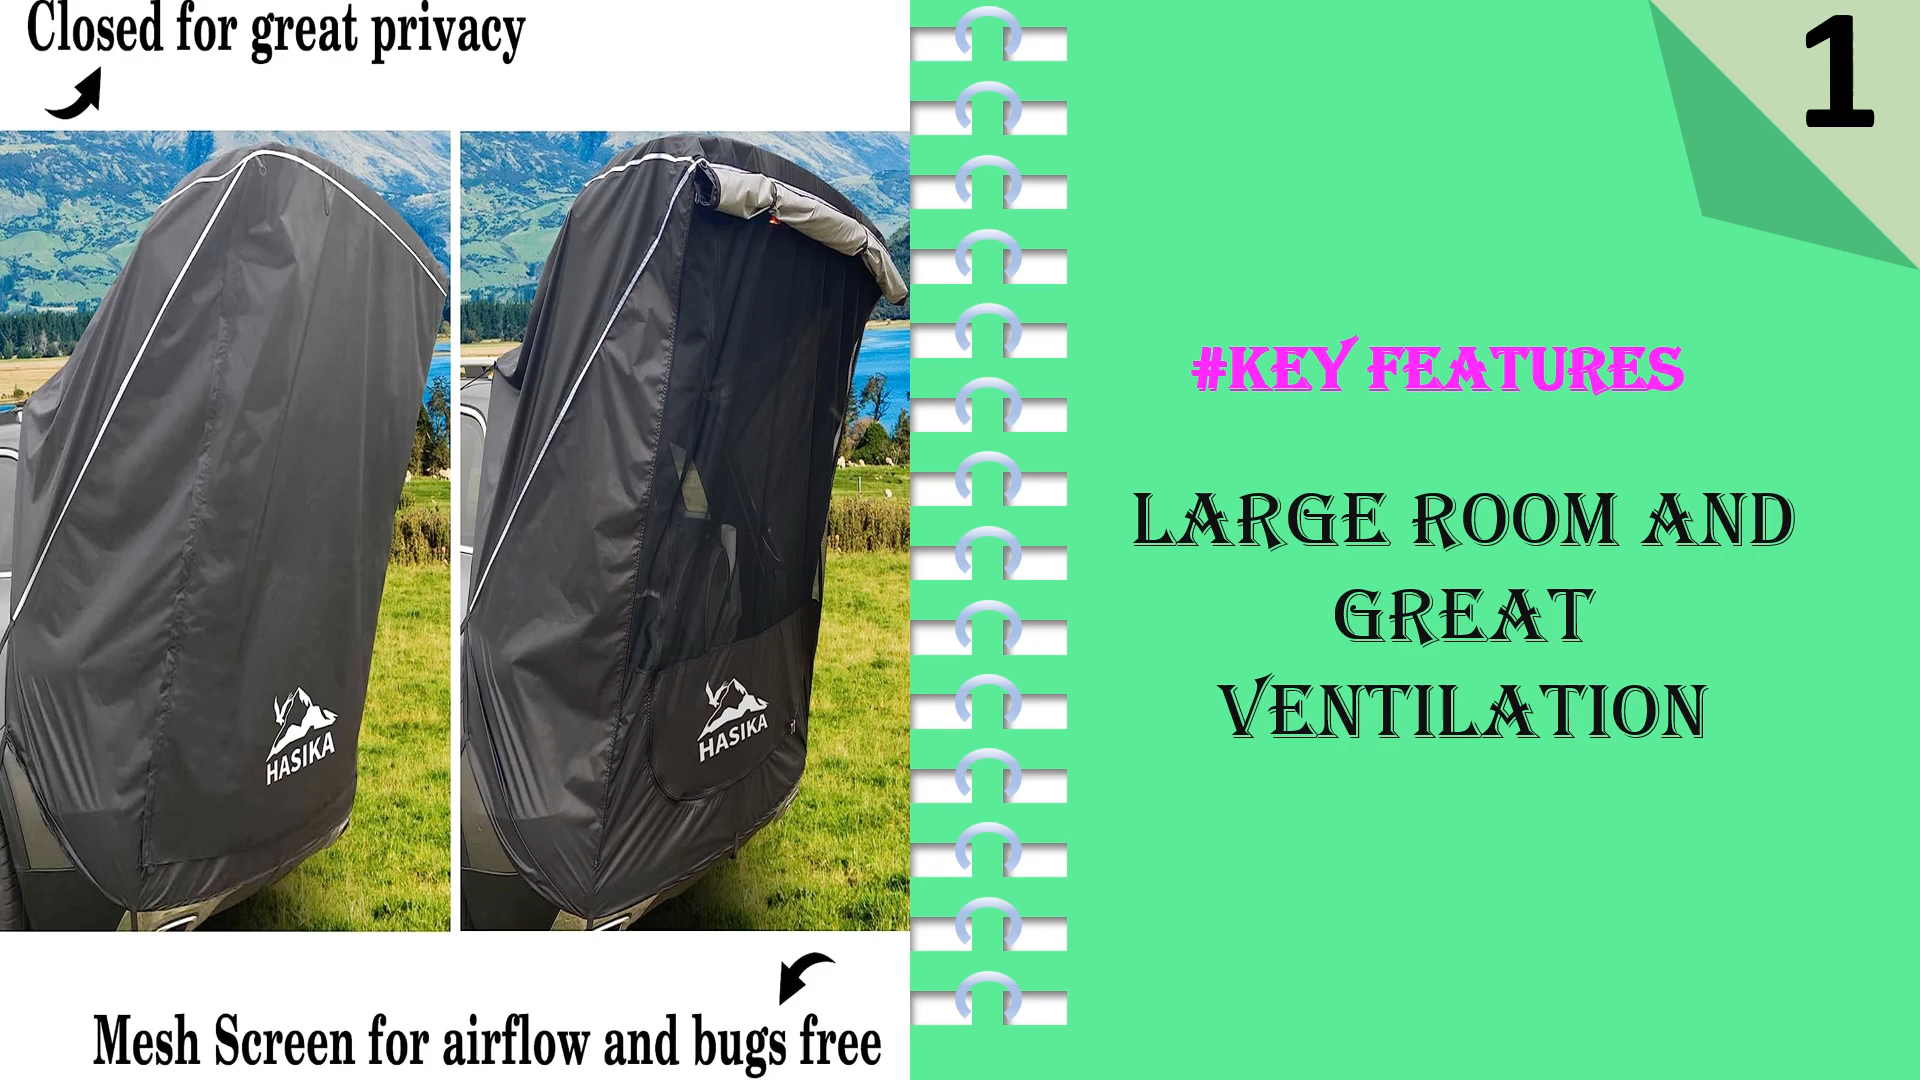 Closed for great privacy
HASIKA
HASIKA
Mesh Screen for airflow and bugs free
1
#KEY FEATURES
LARGE ROOM AND
GREAT
VENTILATION